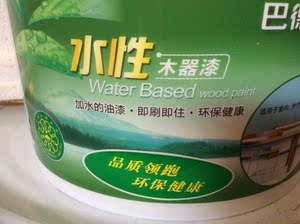 巴德
水性木器漆
Water Based wood paint
加水的油漆·即刷即住·环保健康
品质领跑
环保健康